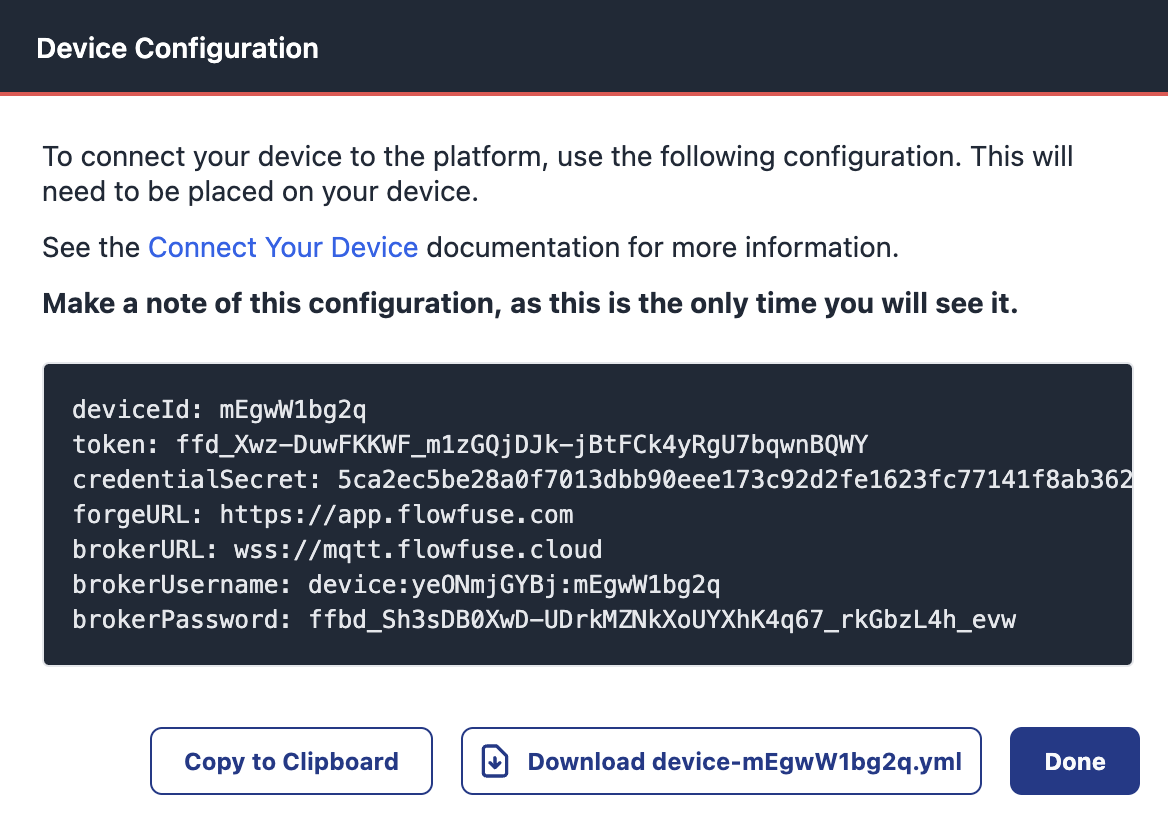 Device Configuration
To connect your device to the platform, use the following configuration. This will
need to be placed on your device.
See the Connect Your Device documentation for more information.
Make a note of this configuration, as this is the only time you will see it.
deviceId: mEgwW1bg2q
token: ffd_Xwz-DuwFKKWF_m1zGQjDJk-jBtFCk4yRgU7bqwnBQWY
credentialSecret: 5ca2ec5be28a0f7013dbb90eee173c92d2fe1623fc77141f8ab362
forgeURL: https://app.flowfuse.com
brokerURL: wss://mqtt.flowfuse.cloud
brokerUsername: device:yeONmjGYBj:mEgwW1bg2q
brokerPassword: ffbd_Sh3sDB0XwD-UDrkMZNkXoUYXhK4q67_rkGbzL4h_evw
Copy to Clipboard
Download device-mEgwW1bg2q.yml
Done